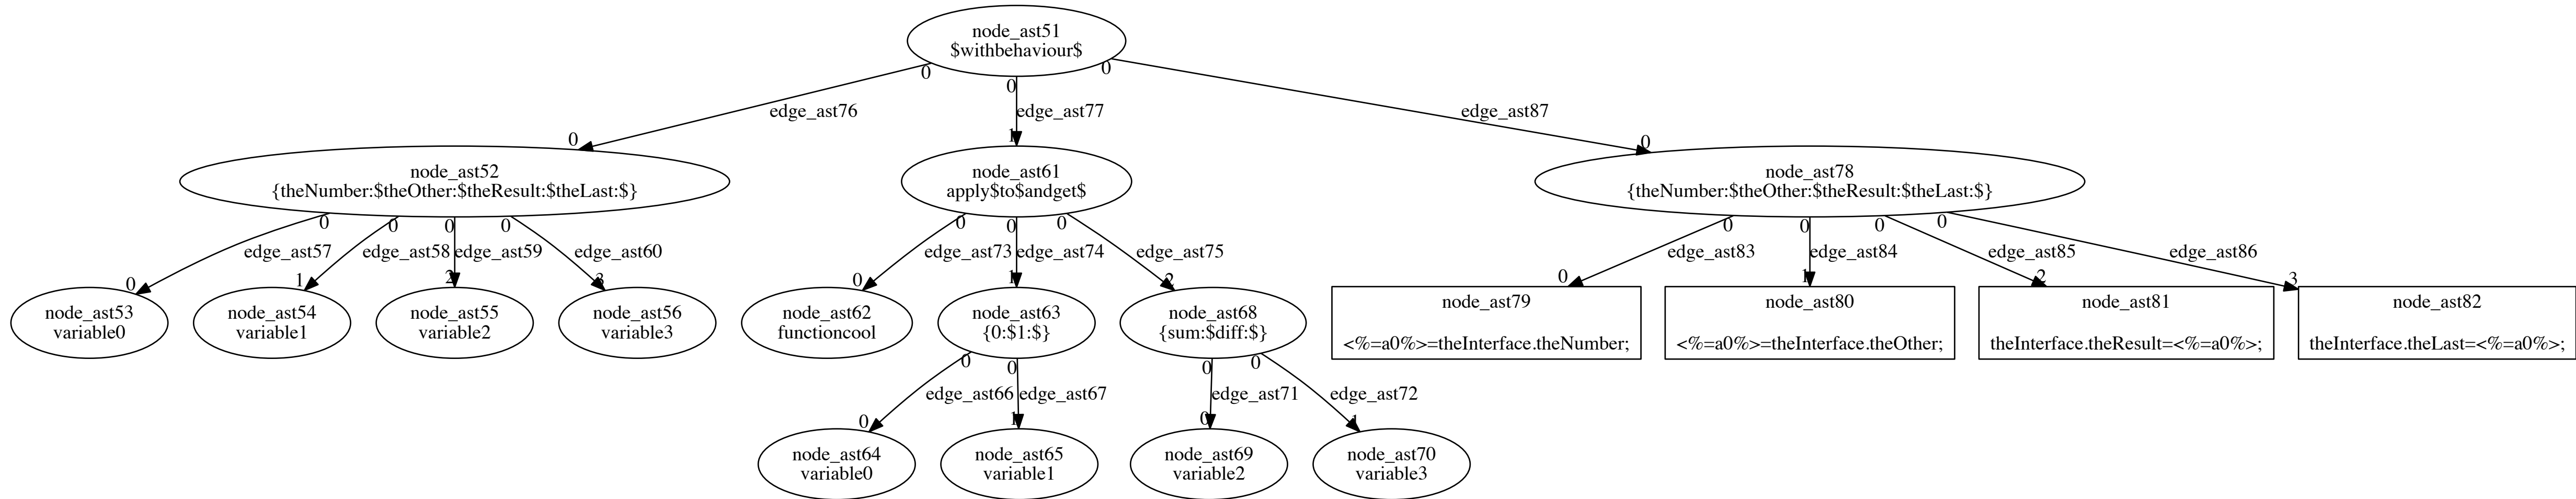 node_ast51
$withbehaviour$
0
0
0
edge_ast76
edge_ast77
edge_ast87
0
1
0
node_ast52
{theNumber:$theOther:$theResult:$theLast:$}
node_ast61
apply$to$andget$
node_ast78
{theNumber:$theOther:$theResult:$theLast:$}
0
0
0
0
0
0
0
0
0
0
0
edge_ast57
edge_ast58
edge_ast59
edge_ast60
edge_ast73
edge_ast74
edge_ast75
edge_ast83
edge_ast84
edge_ast85
edge_ast86
0
1
2
3
0
1
2
0
1
2
3
node_ast53
variable0
node_ast54
variable1
node_ast55
variable2
node_ast56
variable3
node_ast62
functioncool
node_ast63
{0:$1:$}
node_ast68
{sum:$diff:$}
node_ast79
<%=a0%>=theInterface.theNumber;
node_ast80
<%=a0%>=theInterface.theOther;
node_ast81
theInterface.theResult=<%=a0%>;
node_ast82
theInterface.theLast=<%=a0%>;
0
0
0
0
edge_ast66
edge_ast67
edge_ast71
edge_ast72
0
1
0
1
node_ast64
variable0
node_ast65
variable1
node_ast69
variable2
node_ast70
variable3